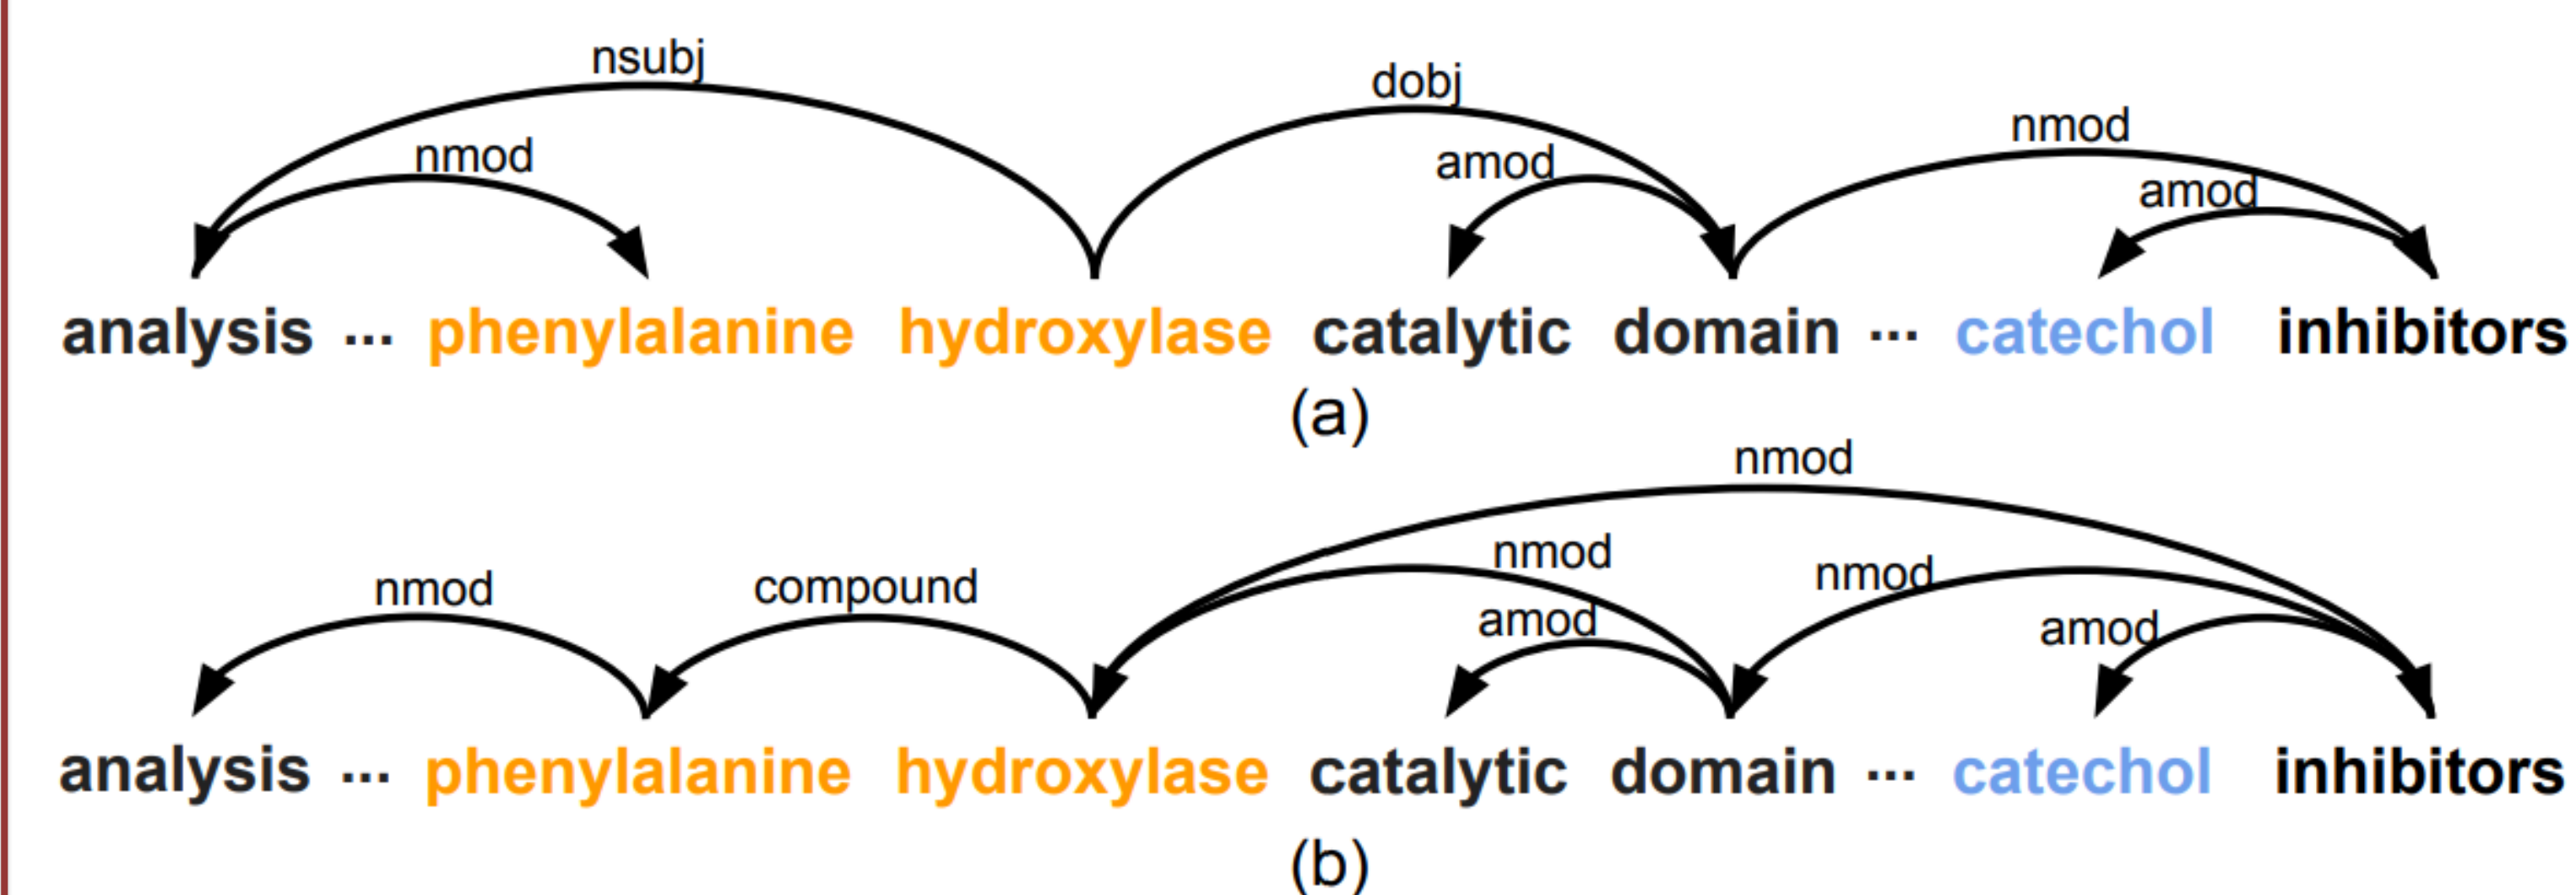 nsubj
dobj
nmod
nmod
amod
amod
analysis ... phenylalanine hydroxylase catalytic domain ... catechol inhibitors
(a)
nmod
nmod
nmod
compound
nmod
amod
amod
analysis ... phenylalanine hydroxylase catalytic domain ... catechol inhibitors
(b)